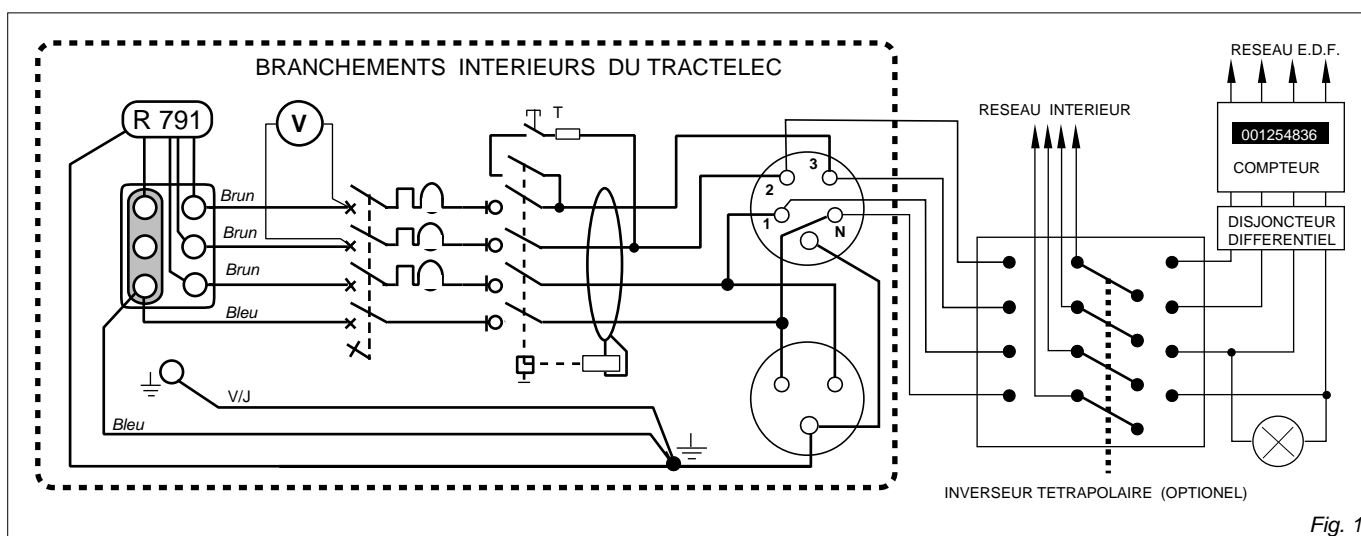 BRANCHEMENTS INTERIEURS DU TRACTELEC
R 791
V
T
Brun
Brun
Brun
Bleu
V/J
Bleu
3
2
1
N
RESEAU INTERIEUR
RESEAU E.D.F.
001254836
COMPTEUR
DISJONCTEUR
DIFFERENTIEL
INVERSEUR TETRAPOLAIRE (OPTIONEL)
Fig. 1